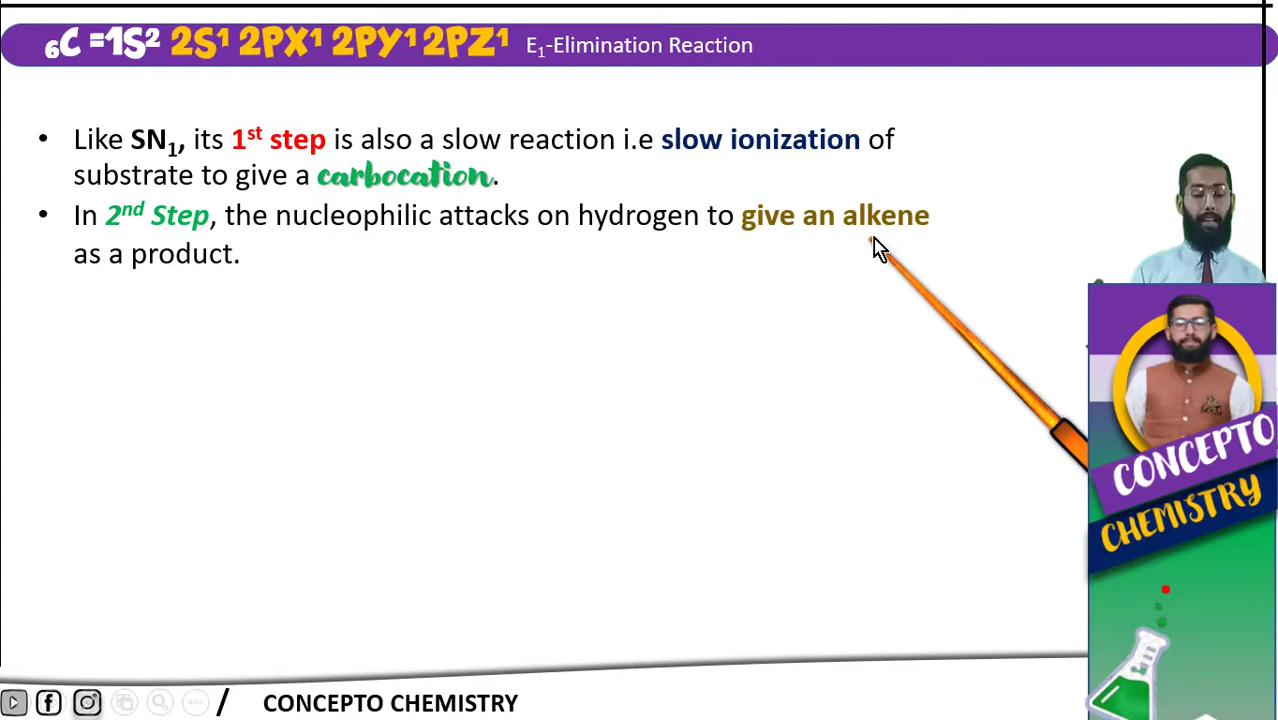 ₆C =1S² 2S¹ 2PX¹ 2PY¹ 2PZ¹ E₁-Elimination Reaction
• Like SN₁, its 1ˢᵗ step is also a slow reaction i.e slow ionization of
substrate to give a carbocation.
• In 2ⁿᵈ Step, the nucleophilic attacks on hydrogen to give an alkene
as a product.
CONCEPTO
CHEMISTRY
/ CONCEPTO CHEMISTRY